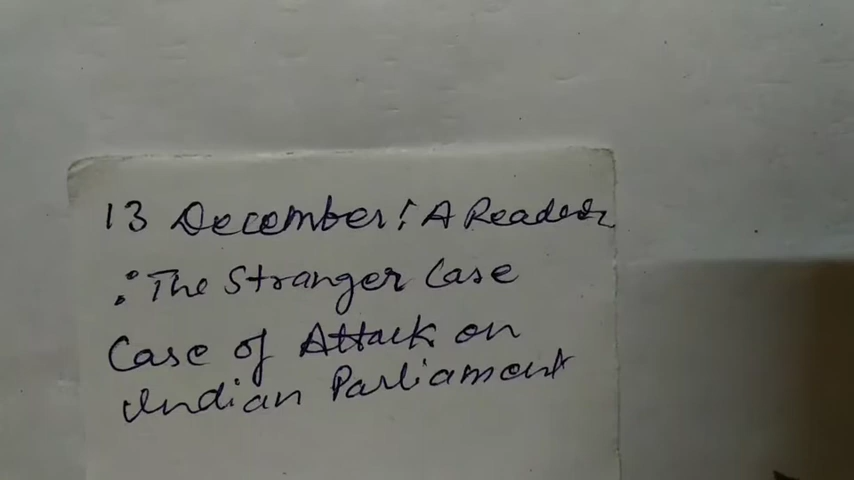 13 December: A Reader
: The Stranger Case
Case of Attack on
Indian Parliament